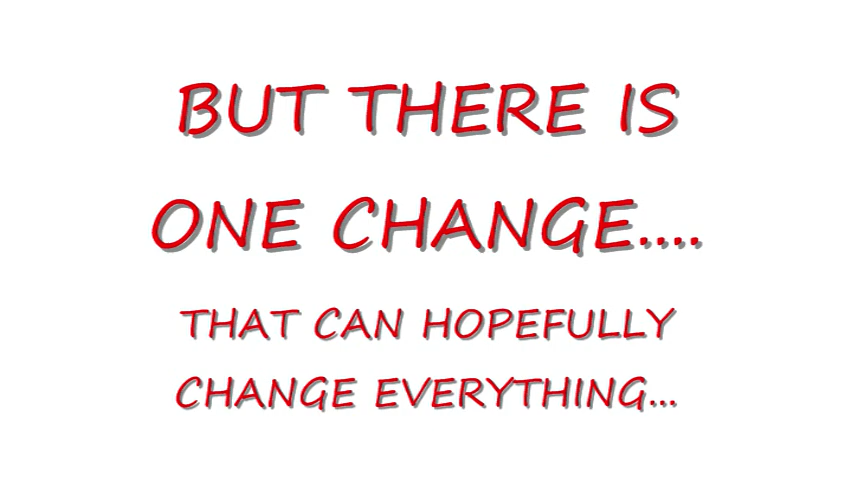 BUT THERE IS
ONE CHANGE....
THAT CAN HOPEFULLY
CHANGE EVERYTHING...